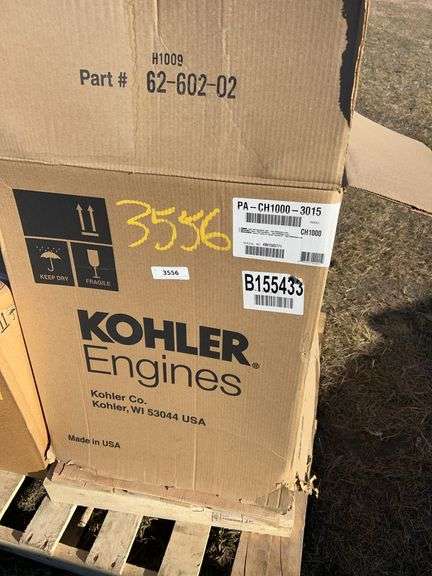 H1009
Part # 62-602-02
PA-CH1000-3015
CH1000
3556
KEEP DRY
FRAGILE
3556
B155433
KOHLER®
Engines
Kohler Co.
Kohler, WI 53044 USA
Made in USA